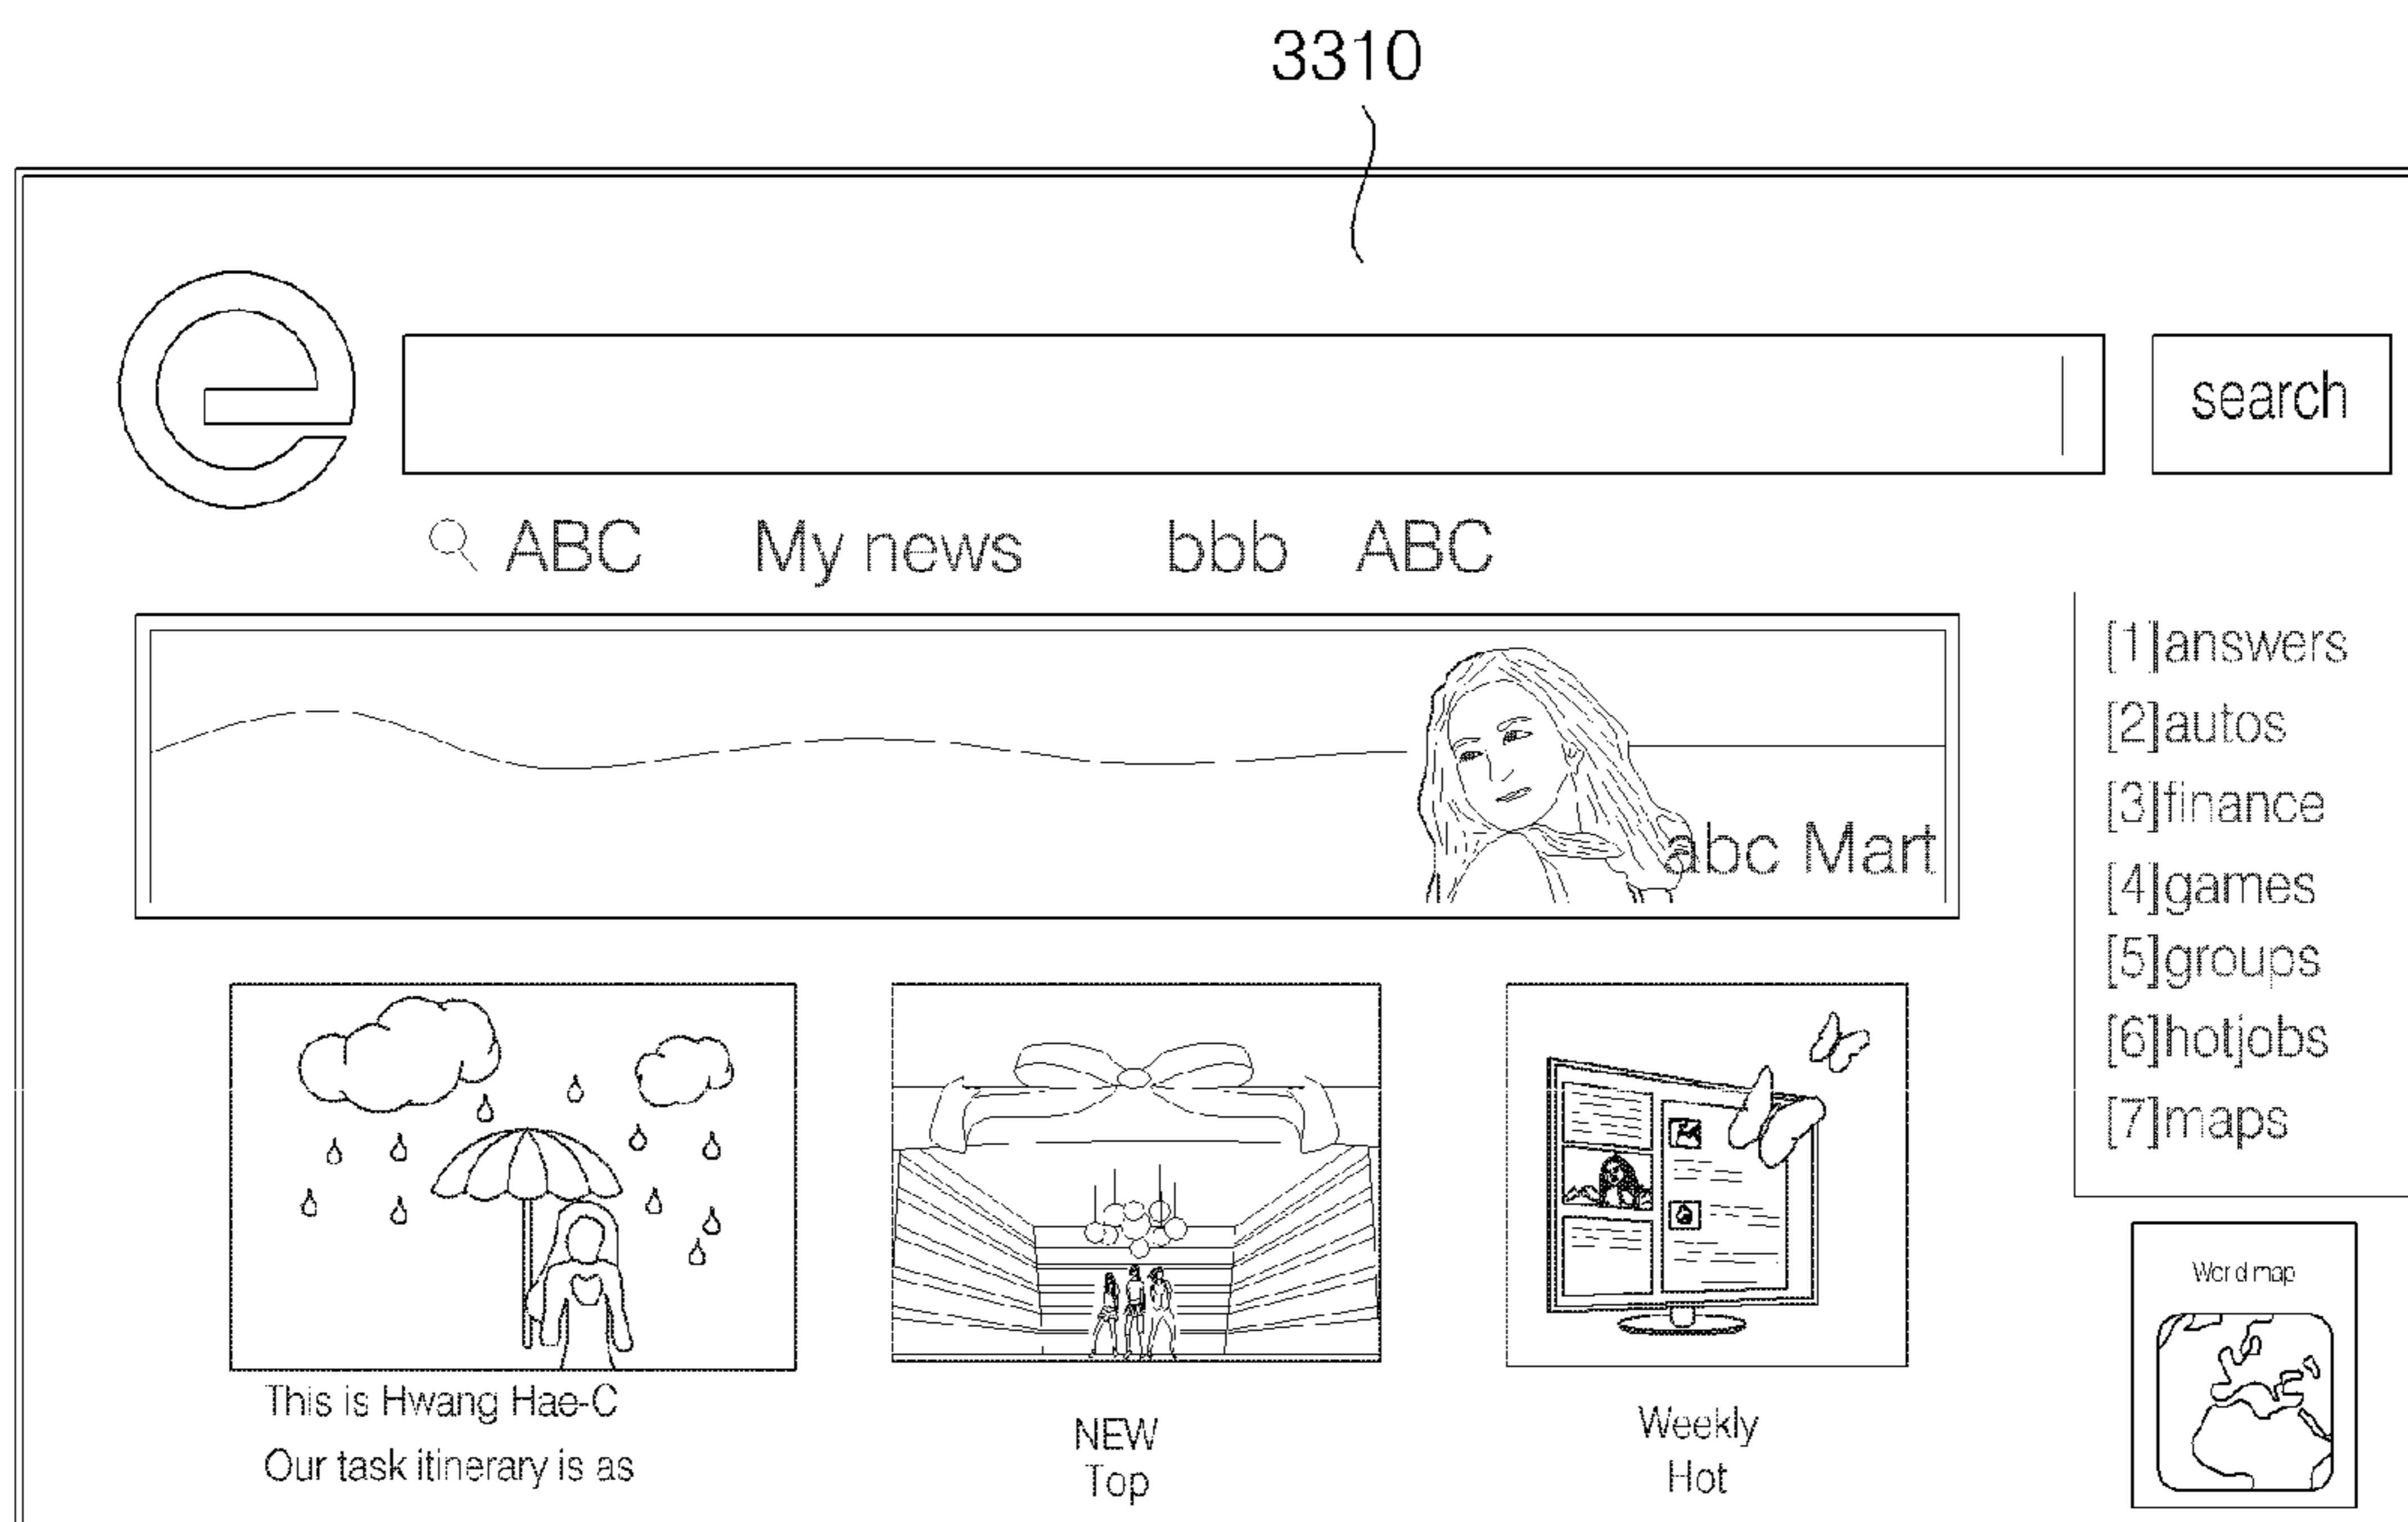 3310
e
search
ABC My news bbb ABC
abc Mart
[1]answers
[2]autos
[3]finance
[4]games
[5]groups
[6]hotjobs
[7]maps
Word map
This is Hwang Hae-C
Our task itinerary is as
NEW
Top
Weekly
Hot